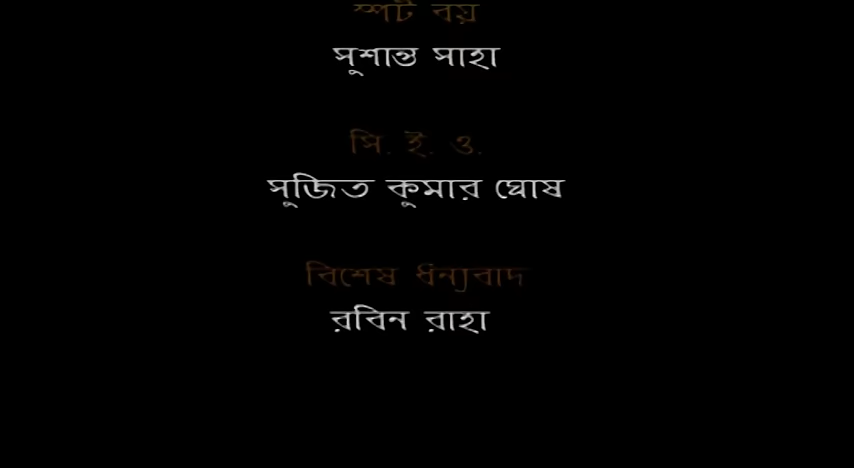 স্পট বয়
সুশান্ত সাহা
সি. ই. ও.
সুজিত কুমার ঘোষ
বিশেষ ধন্যবাদ
রবিন রাহা